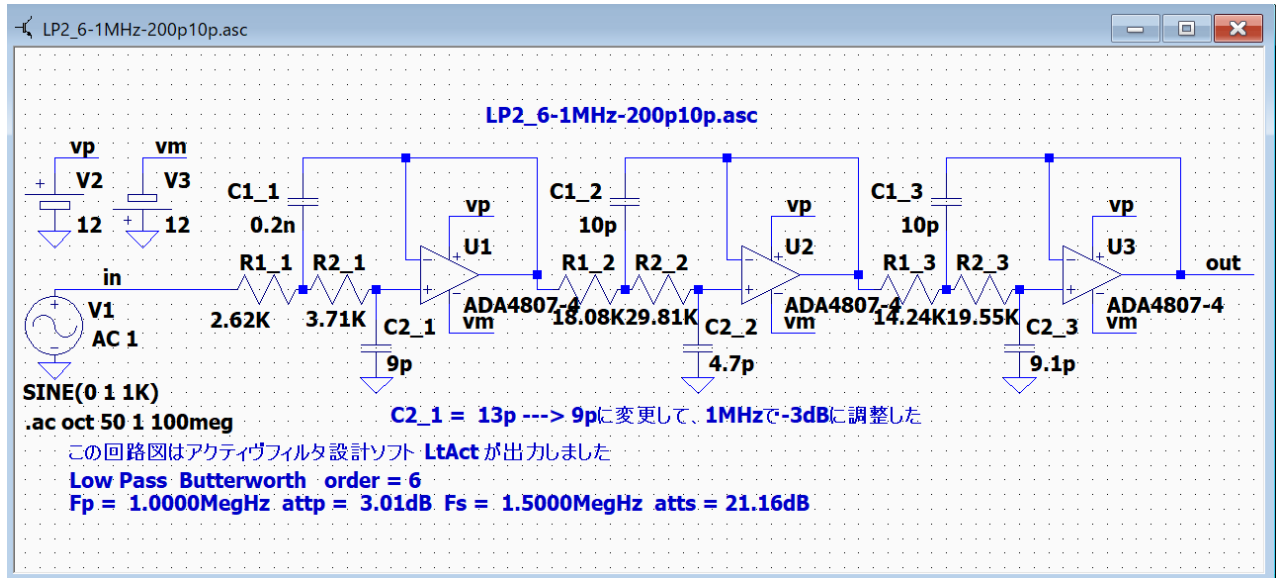 LP2_6-1MHz-200p10p.asc
LP2_6-1MHz-200p10p.asc
vp
vm
V2
V3
12
12
in
V1
AC 1
SINE(0 1 1K)
.ac oct 50 1 100meg
C1_1
0.2n
R1_1
R2_1
2.62K
3.71K
C2_1
9p
vp
U1
ADA4807-4
vm
C1_2
10p
R1_2
R2_2
18.08K
29.81K
C2_2
4.7p
vp
U2
ADA4807-4
vm
C1_3
10p
R1_3
R2_3
14.24K
19.55K
C2_3
9.1p
vp
U3
ADA4807-4
vm
out
C2_1 = 13p ---> 9pに変更して、1MHzで-3dBに調整した
この回路図はアクティヴフィルタ設計ソフト LtAct が出力しました
Low Pass Butterworth order = 6
Fp = 1.0000MegHz attp = 3.01dB Fs = 1.5000MegHz atts = 21.16dB